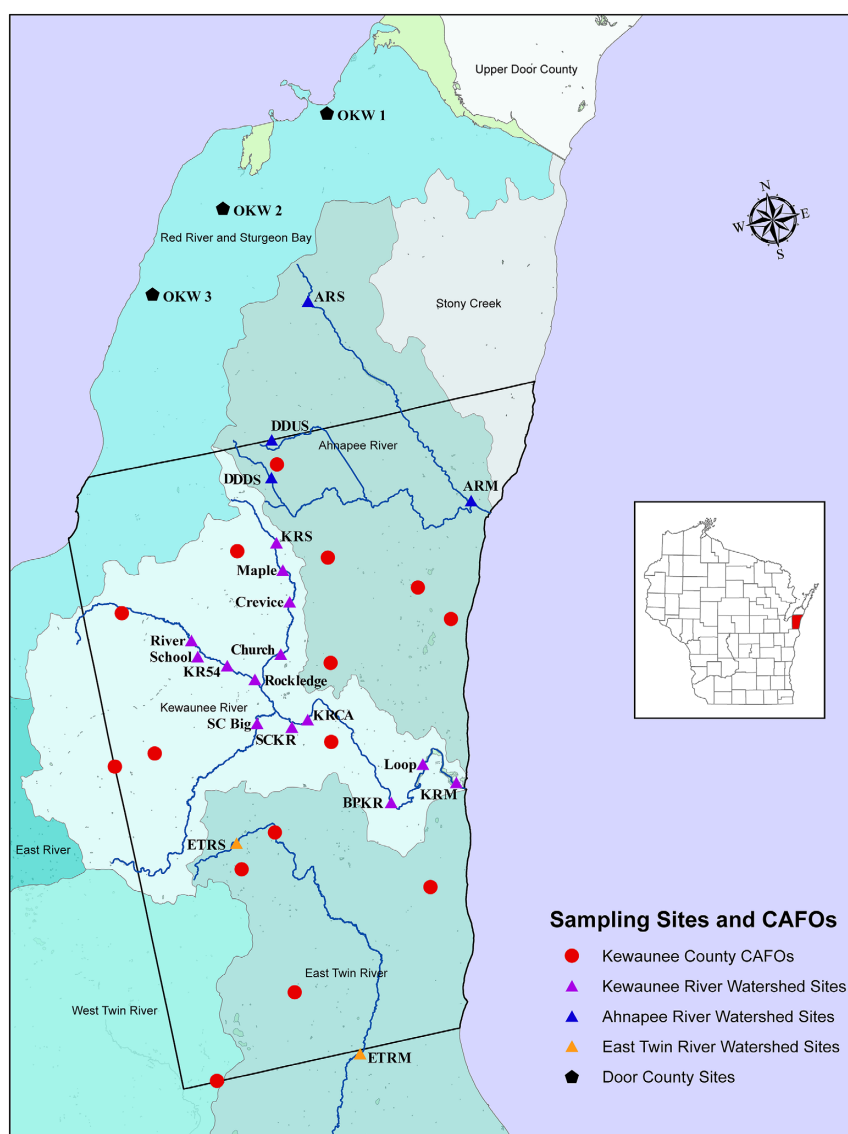 Upper Door County
OKW 1
N
W
E
S
OKW 2
Red River and Sturgeon Bay
OKW 3
ARS
Stony Creek
DDUS
Ahnapee River
DDDS
ARM
KRS
Maple
Crevice
River
School
Church
KR54
Rockledge
Kewaunee River
KRCA
SC Big
SCKR
Loop
KRM
BPKR
ETRS
East River
East Twin River
West Twin River
ETRM
Sampling Sites and CAFOs
Kewaunee County CAFOs
Kewaunee River Watershed Sites
Ahnapee River Watershed Sites
East Twin River Watershed Sites
Door County Sites